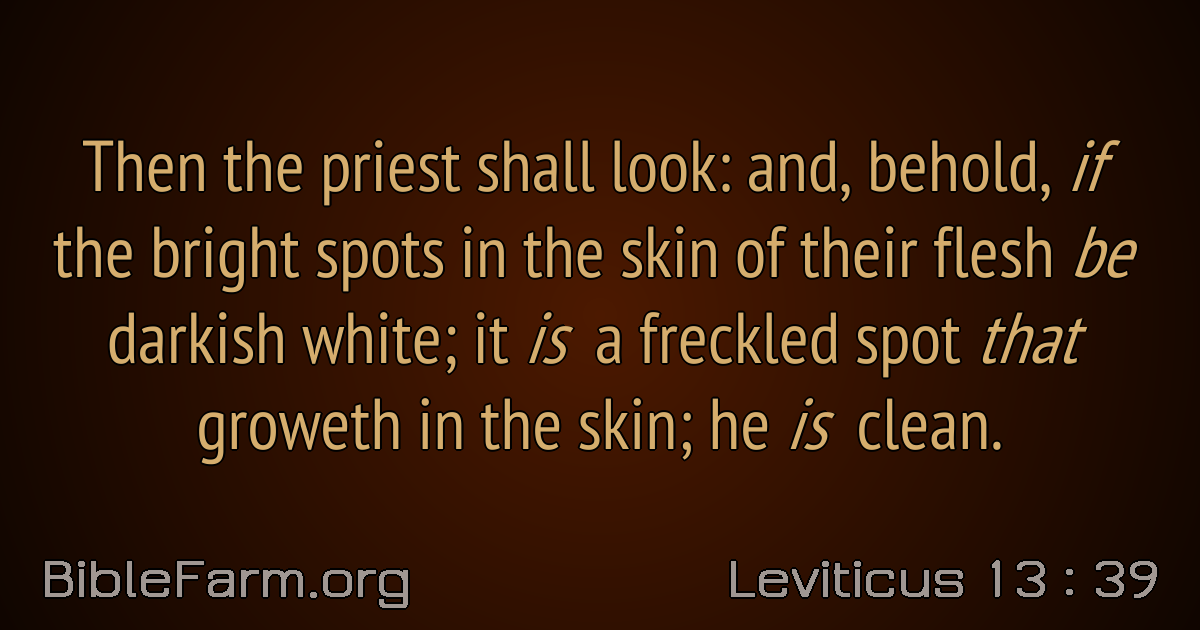 Then the priest shall look: and, behold, if
the bright spots in the skin of their flesh be
darkish white; it is a freckled spot that
groweth in the skin; he is clean.
BibleFarm.org
Leviticus 13 : 39